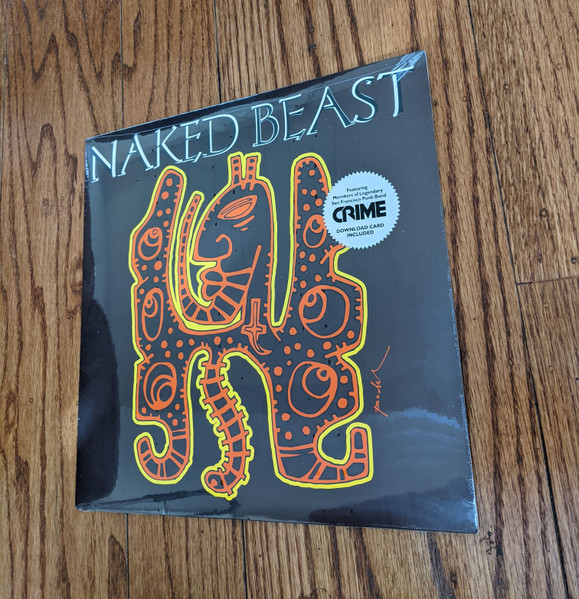 NAKED BEAST
Featuring
Members of Legendary
San Francisco Punk Band
CRIME
DOWNLOAD CARD
INCLUDED